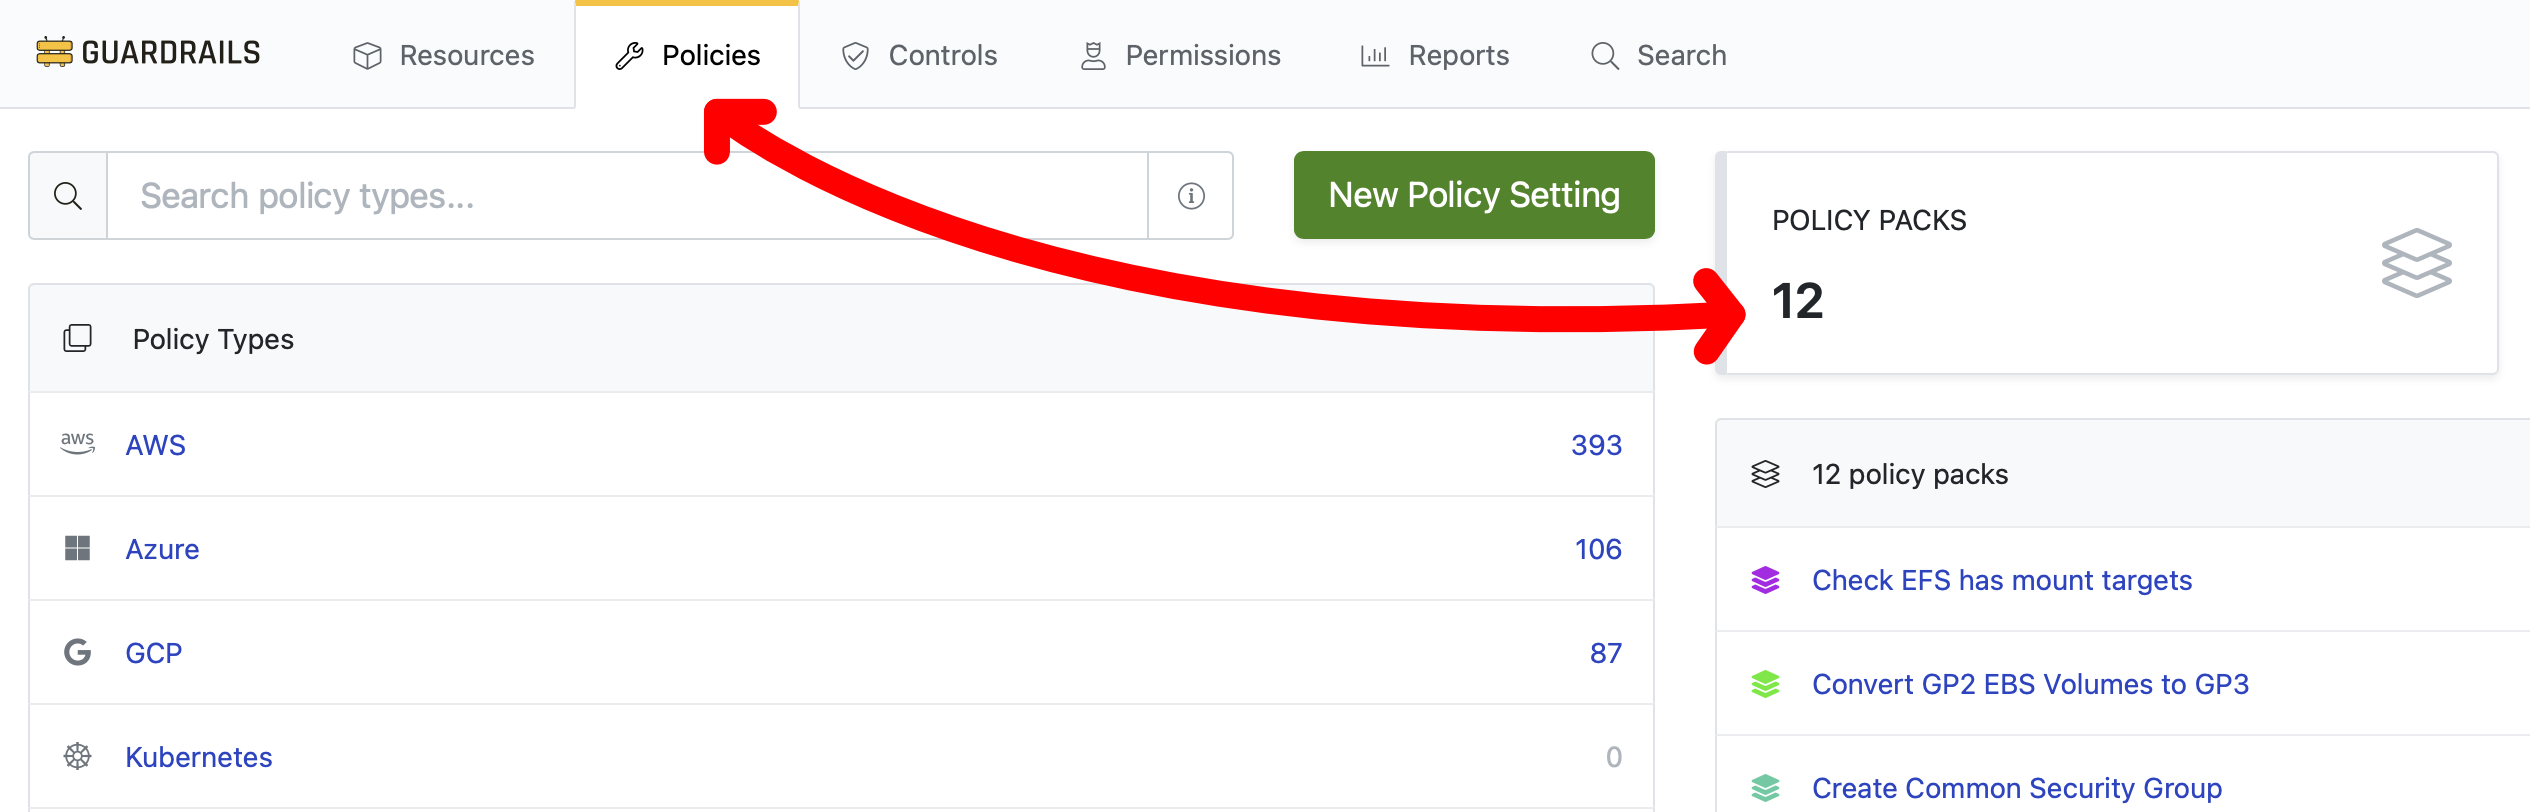 GUARDRAILS
Resources
Policies
Controls
Permissions
Reports
Search
Search policy types...
New Policy Setting
POLICY PACKS
12
Policy Types
aws AWS 393
Azure 106
GCP 87
Kubernetes 0
12 policy packs
Check EFS has mount targets
Convert GP2 EBS Volumes to GP3
Create Common Security Group